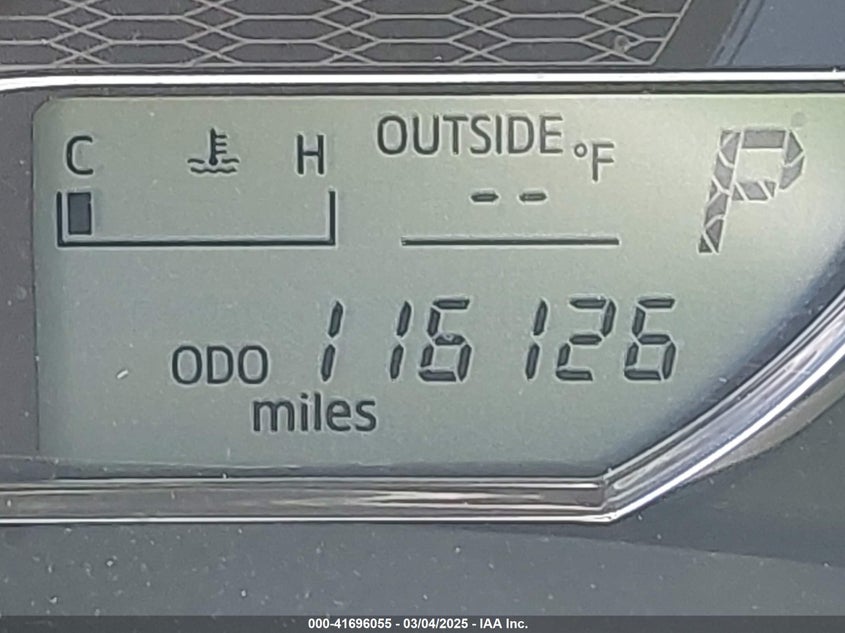 C H OUTSIDE °F P
--
ODO 116126
miles
000-41696055 - 03/04/2025 - IAA Inc.